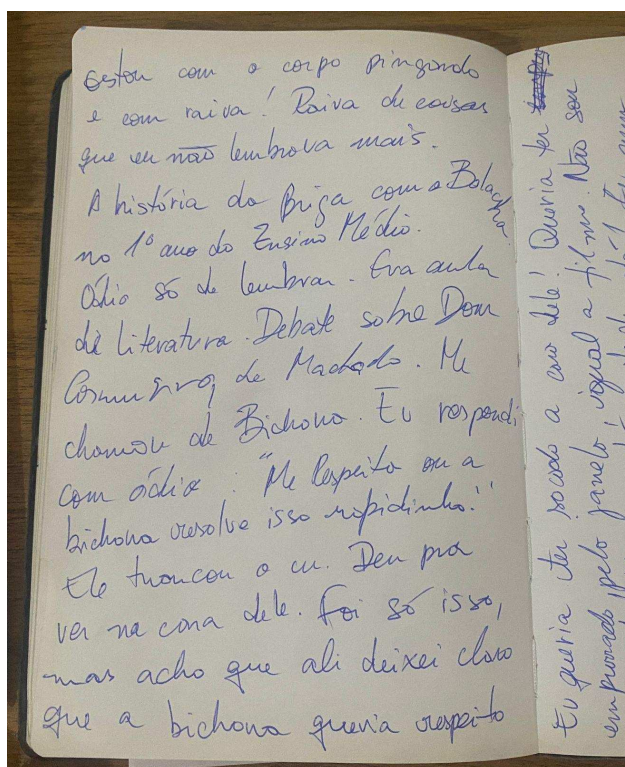 Estou com o corpo pingando
e com raiva! Raiva de coisas
que eu não lembrava mais.
A história da Briga com o Bolacha.
no 1º ano do Ensino Médio.
Ódio só de lembrar. Era aula
de Literatura. Debate sobre Dom
Casmurro, de Machado. Me
chamou de Bichona. Eu respondi
com ódio: "Me Respeita ou a
bichona resolve isso rapidinho."
Ele trancou o cu. Deu pra
ver na cara dele. Foi só isso,
mas acho que ali deixei claro
que a bichona queria respeito
Eu queria ter socado a cara dele! Queria ter
empurrado pela janela, igual a filme. Não sou